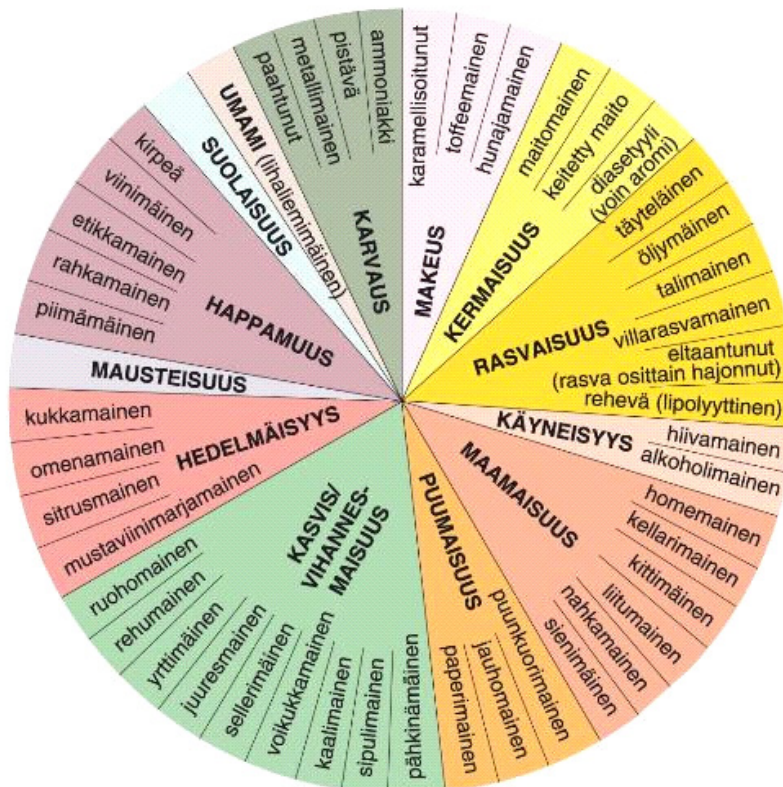 MAKEUS
karamellisoitunut
toffeemainen
hunajamainen
KERMAISUUS
maitomainen
keitetty maito
diasetyyli
(voin aromi)
RASVAISUUS
täyteläinen
öljymäinen
talimainen
villarasvamainen
eltaantunut
(rasva osittain hajonnut)
rehevä (lipolyyttinen)
KÄYNEISYYS
hiivamainen
alkoholimainen
MAAMAISUUS
homemainen
kellarimainen
kittimäinen
liitumainen
nahkamainen
sienimäinen
PUUMAISUUS
puunkuorimainen
jauhomainen
paperimainen
KASVIS/
VIHANNES-
MAISUUS
pähkinämäinen
sipulimainen
kaalimainen
voikukkamainen
sellerimäinen
juuresmainen
yrttimäinen
rehumainen
ruohomainen
HEDELMÄISYYS
mustaviinimarjamainen
sitrusmainen
omenamainen
kukkamainen
MAUSTEISUUS
HAPPAMUUS
piimämäinen
rahkamainen
etikkamainen
viinimäinen
kirpeä
SUOLAISUUS
UMAMI (lihaliemimäinen)
KARVAUS
paahtunut
metallimainen
pistävä
ammoniakki